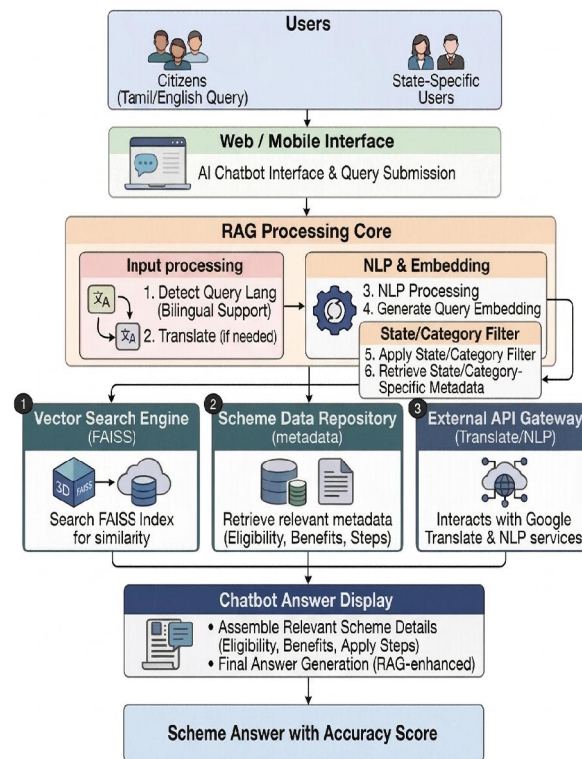 Users
Citizens
(Tamil/English Query)
State-Specific
Users
Web / Mobile Interface
AI Chatbot Interface & Query Submission
RAG Processing Core
Input processing
文A
文A
1. Detect Query Lang
(Bilingual Support)
2. Translate (if needed)
NLP & Embedding
3. NLP Processing
4. Generate Query Embedding
State/Category Filter
5. Apply State/Category Filter
6. Retrieve State/Category-
Specific Metadata
1
Vector Search Engine
(FAISS)
3D
FAISS
Search FAISS Index
for similarity
2
Scheme Data Repository
(metadata)
Retrieve relevant metadata
(Eligibility, Benefits, Steps)
3
External API Gateway
(Translate/NLP)
Interacts with Google
Translate & NLP services
Chatbot Answer Display
• Assemble Relevant Scheme Details
(Eligibility, Benefits, Apply Steps)
• Final Answer Generation (RAG-enhanced)
Scheme Answer with Accuracy Score